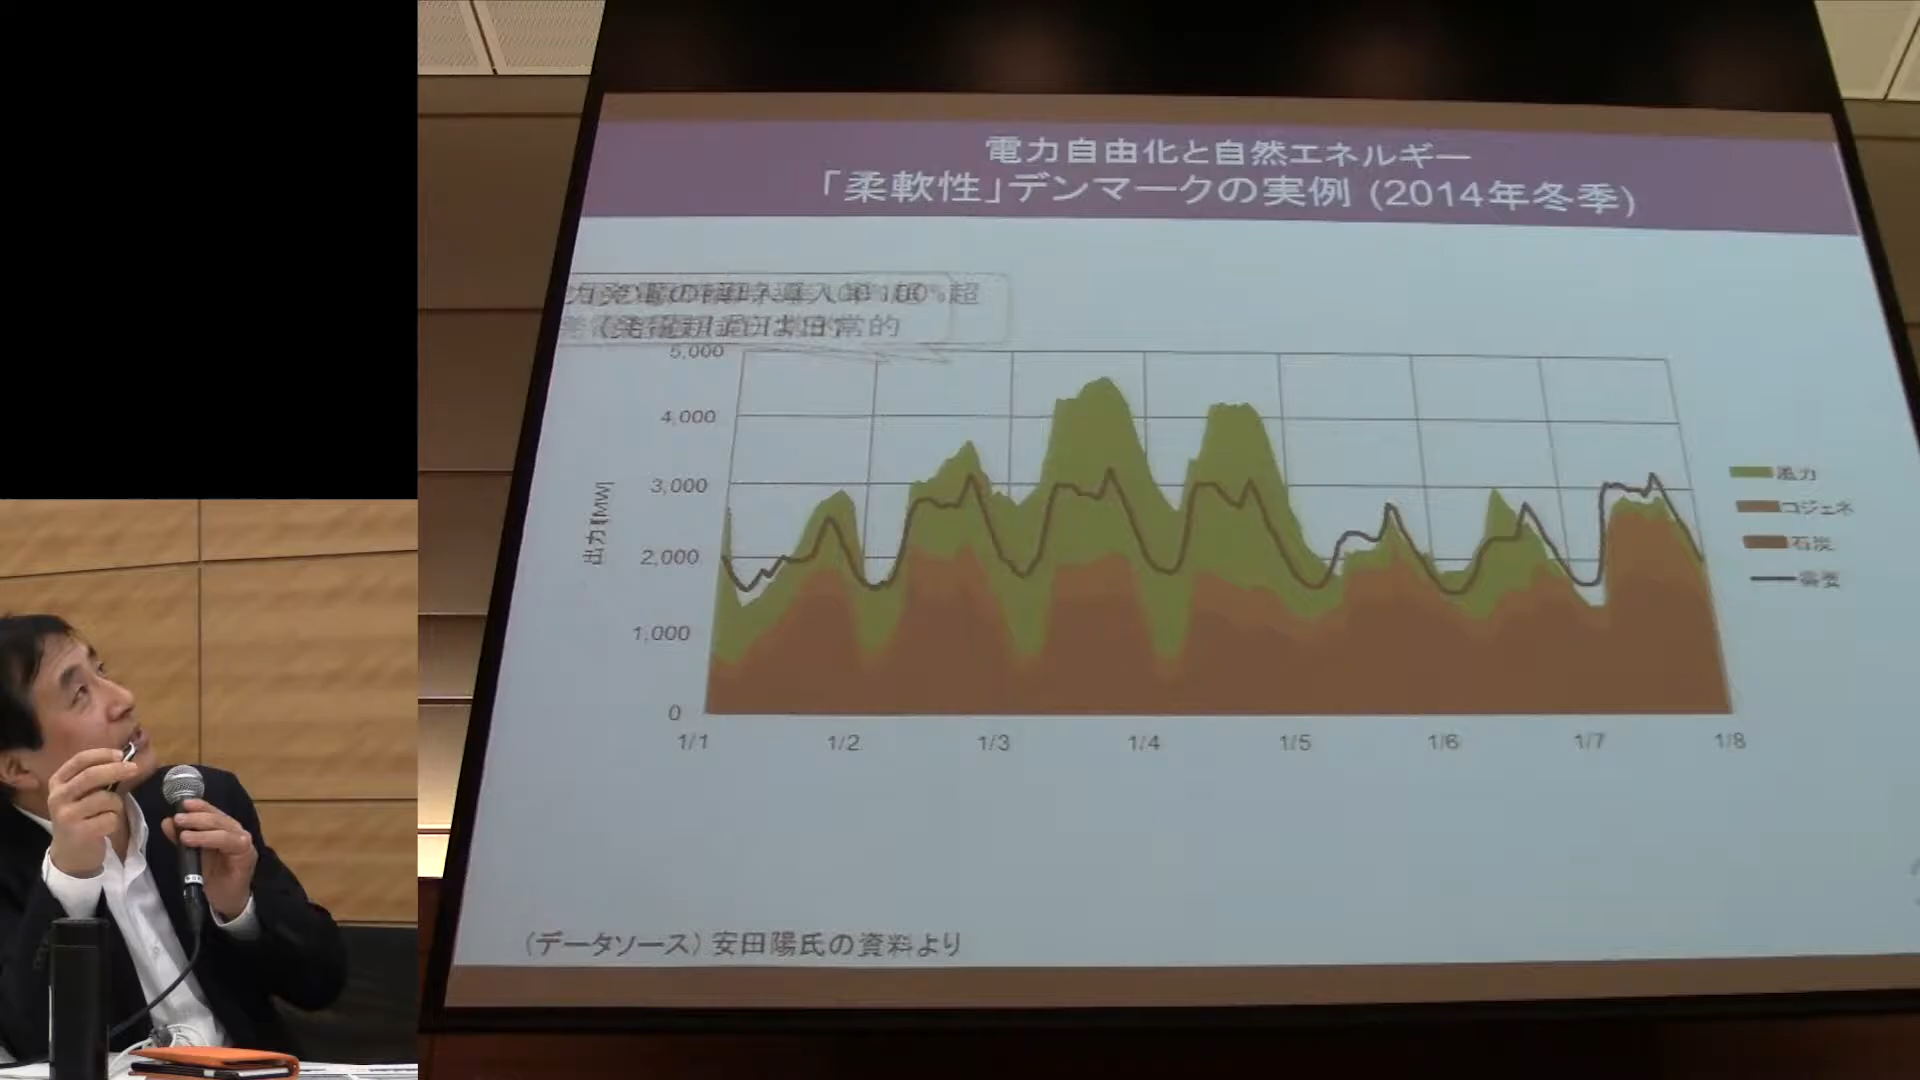 電力自由化と自然エネルギー
「柔軟性」デンマークの実例 (2014年冬季)
超
日常的
5,000
4,000
3,000
2,000
1,000
0
出力 [MW]
1/1 1/2 1/3 1/4 1/5 1/6 1/7 1/8
風力
コジェネ
石炭
需要
(データソース) 安田陽氏の資料より